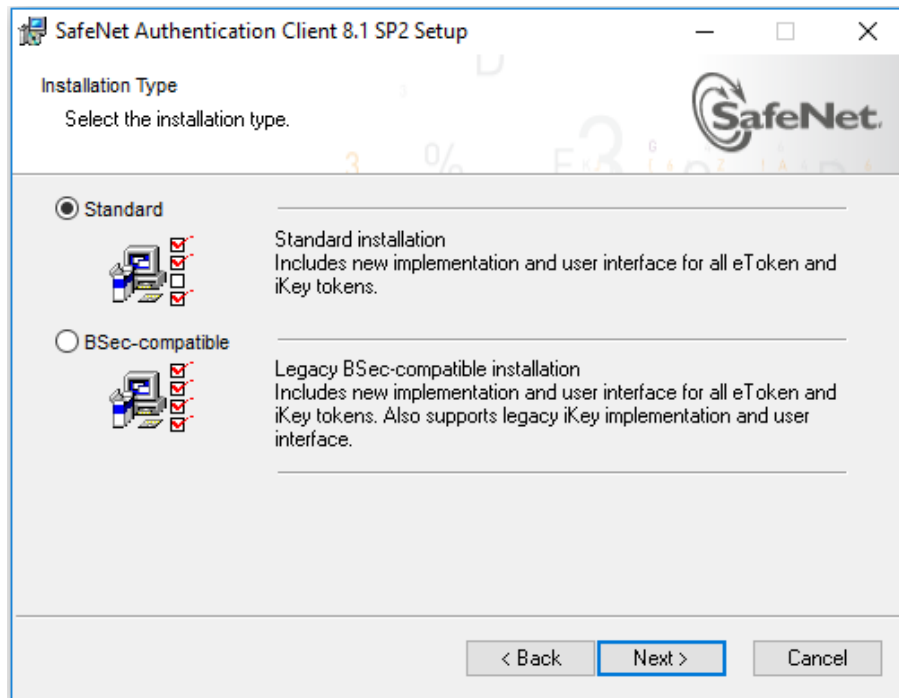 SafeNet Authentication Client 8.1 SP2 Setup
Installation Type
Select the installation type.
SafeNet.
Standard
Standard installation
Includes new implementation and user interface for all eToken and
iKey tokens.
BSec-compatible
Legacy BSec-compatible installation
Includes new implementation and user interface for all eToken and
iKey tokens. Also supports legacy iKey implementation and user
interface.
< Back
Next >
Cancel